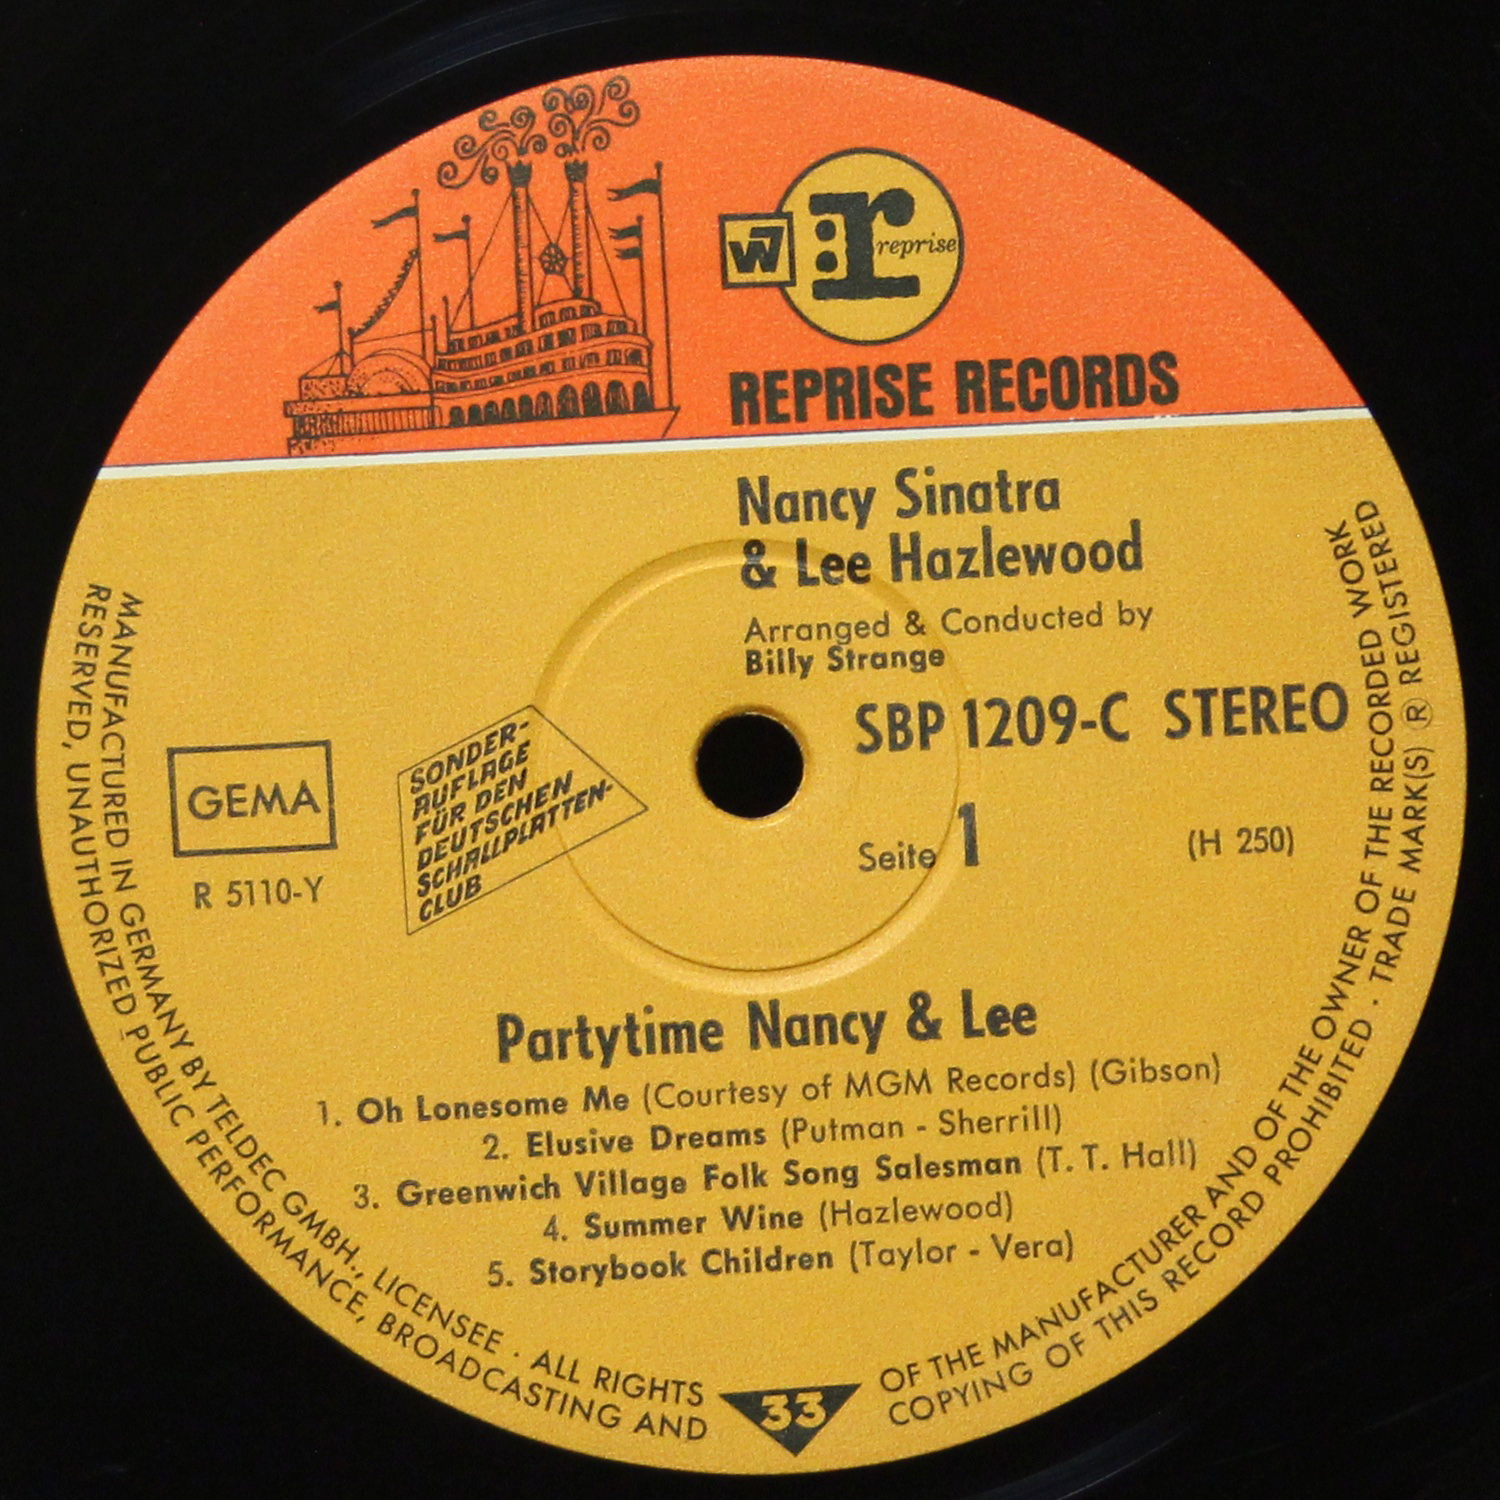 W7
r: reprise
REPRISE RECORDS
Nancy Sinatra
& Lee Hazlewood
Arranged & Conducted by
Billy Strange
SBP 1209-C STEREO
Seite 1
(H 250)
GEMA
R 5110-Y
SONDER-
AUFLAGE
FÜR DEN
DEUTSCHEN
SCHALLPLATTEN-
CLUB
Partytime Nancy & Lee
1. Oh Lonesome Me (Courtesy of MGM Records) (Gibson)
2. Elusive Dreams (Putman - Sherrill)
3. Greenwich Village Folk Song Salesman (T. T. Hall)
4. Summer Wine (Hazlewood)
5. Storybook Children (Taylor - Vera)
MANUFACTURED IN GERMANY BY TELDEC GMBH., LICENSEE . ALL RIGHTS OF THE MANUFACTURER AND OF THE OWNER OF THE RECORDED WORK
RESERVED, UNAUTHORIZED PUBLIC PERFORMANCE, BROADCASTING AND COPYING OF THIS RECORD PROHIBITED · TRADE MARK(S) Ⓡ REGISTERED
33